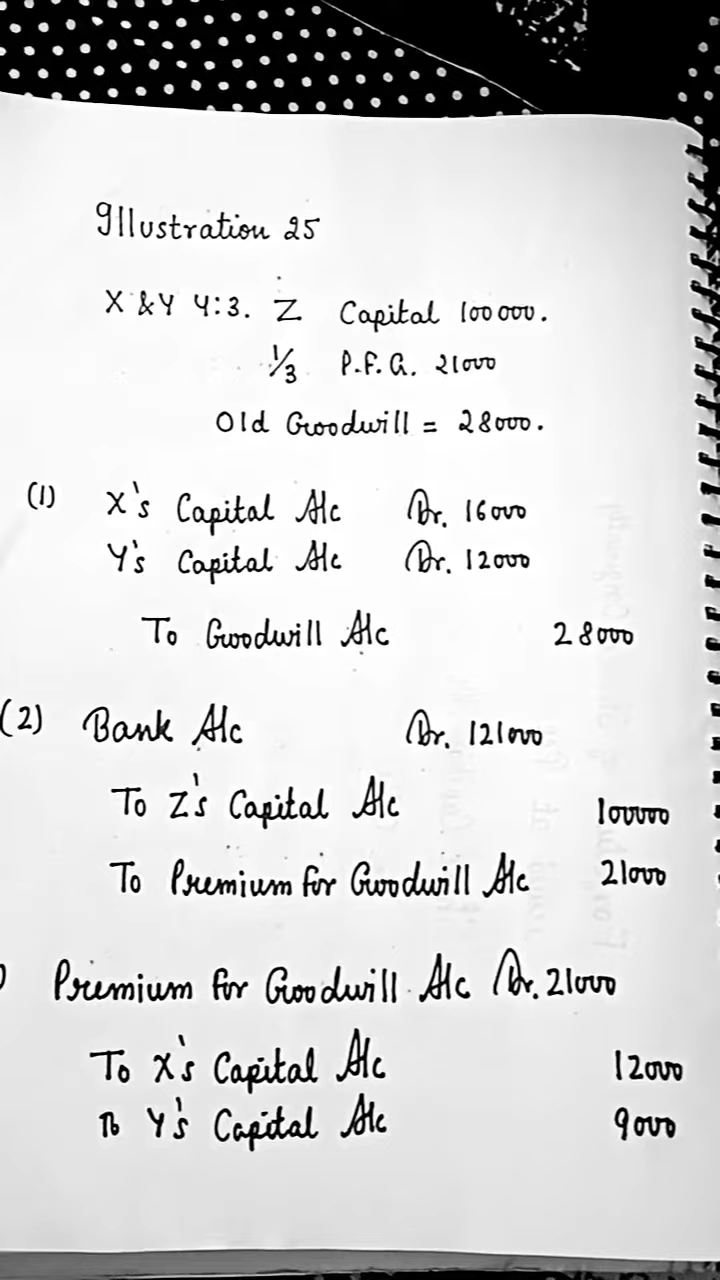 Illustration 25
X & Y 4:3. Z Capital 100000.
1/3 P.F.G. 21000
Old Goodwill = 28000.
(1) X's Capital A/c Dr. 16000
Y's Capital A/c Dr. 12000
To Goodwill A/c 28000
(2) Bank A/c Dr. 121000
To Z's Capital A/c 100000
To Premium for Goodwill A/c 21000
) Premium for Goodwill A/c Dr. 21000
To X's Capital A/c 12000
To Y's Capital A/c 9000